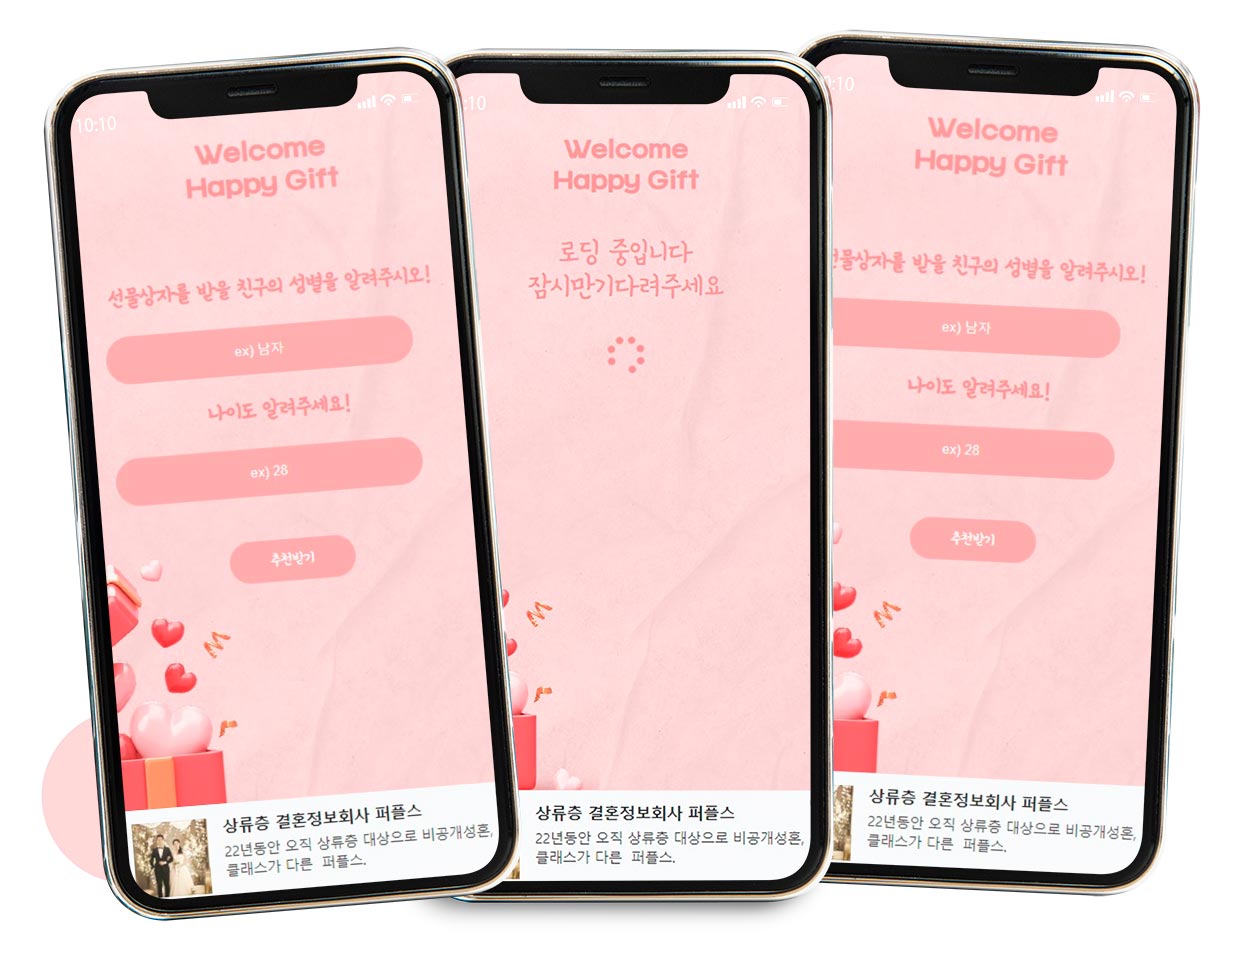 10:10
Welcome
Happy Gift
선물상자를 받을 친구의 성별을 알려주시오!
ex) 남자
나이도 알려주세요!
ex) 28
추천받기
상류층 결혼정보회사 퍼플스
22년동안 오직 상류층 대상으로 비공개성혼,
클래스가 다른 퍼플스.
:10
Welcome
Happy Gift
로딩 중입니다
잠시만기다려주세요
상류층 결혼정보회사 퍼플스
22년동안 오직 상류층 대상으로 비공개성혼,
클래스가 다른 퍼플스.
:10
Welcome
Happy Gift
선물상자를 받을 친구의 성별을 알려주시오!
ex) 남자
나이도 알려주세요!
ex) 28
추천받기
상류층 결혼정보회사 퍼플스
22년동안 오직 상류층 대상으로 비공개성혼,
클래스가 다른 퍼플스.